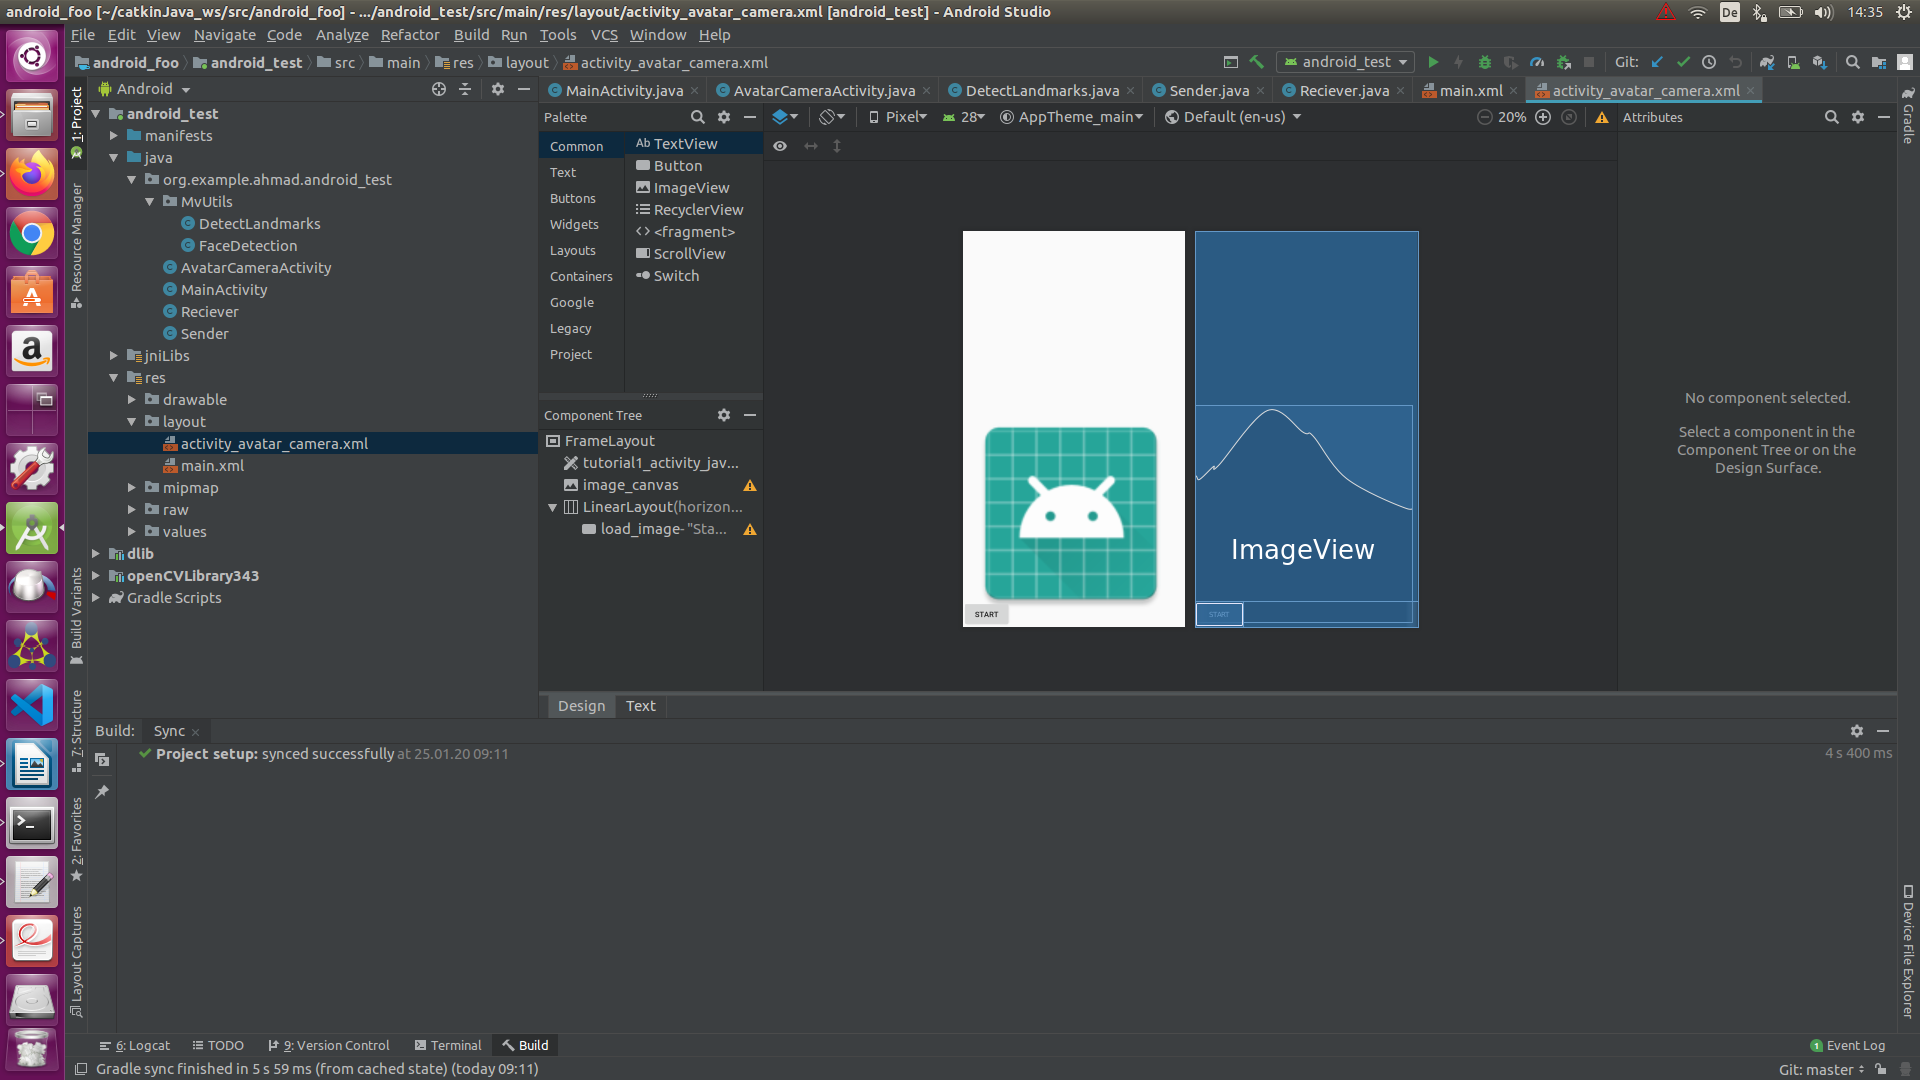 android_foo [~/catkinJava_ws/src/android_foo] - .../android_test/src/main/res/layout/activity_avatar_camera.xml [android_test] - Android Studio
De 14:35
File Edit View Navigate Code Analyze Refactor Build Run Tools VCS Window Help
android_foo android_test src main res layout activity_avatar_camera.xml android_test Git:
Android
android_test
manifests
java
org.example.ahmad.android_test
MvUtils
DetectLandmarks
FaceDetection
AvatarCameraActivity
MainActivity
Reciever
Sender
jniLibs
res
drawable
layout
activity_avatar_camera.xml
main.xml
mipmap
raw
values
dlib
openCVLibrary343
Gradle Scripts
1: Project
Resource Manager
Build Variants
7: Structure
2: Favorites
Layout Captures
MainActivity.java AvatarCameraActivity.java DetectLandmarks.java Sender.java Reciever.java main.xml activity_avatar_camera.xml
Palette
Common
Text
Buttons
Widgets
Layouts
Containers
Google
Legacy
Project
Ab TextView
Button
ImageView
RecyclerView
<fragment>
ScrollView
Switch
Component Tree
FrameLayout
tutorial1_activity_jav...
image_canvas
LinearLayout(horizon...
load_image- "Sta...
Pixel 28 AppTheme_main Default (en-us) 20%
START
ImageView
START
Design Text
Attributes
No component selected.
Select a component in the
Component Tree or on the
Design Surface.
Gradle
Device File Explorer
Build: Sync
Project setup: synced successfully at 25.01.20 09:11
4 s 400 ms
6: Logcat TODO 9: Version Control Terminal Build
1 Event Log
Gradle sync finished in 5 s 59 ms (from cached state) (today 09:11)
Git: master